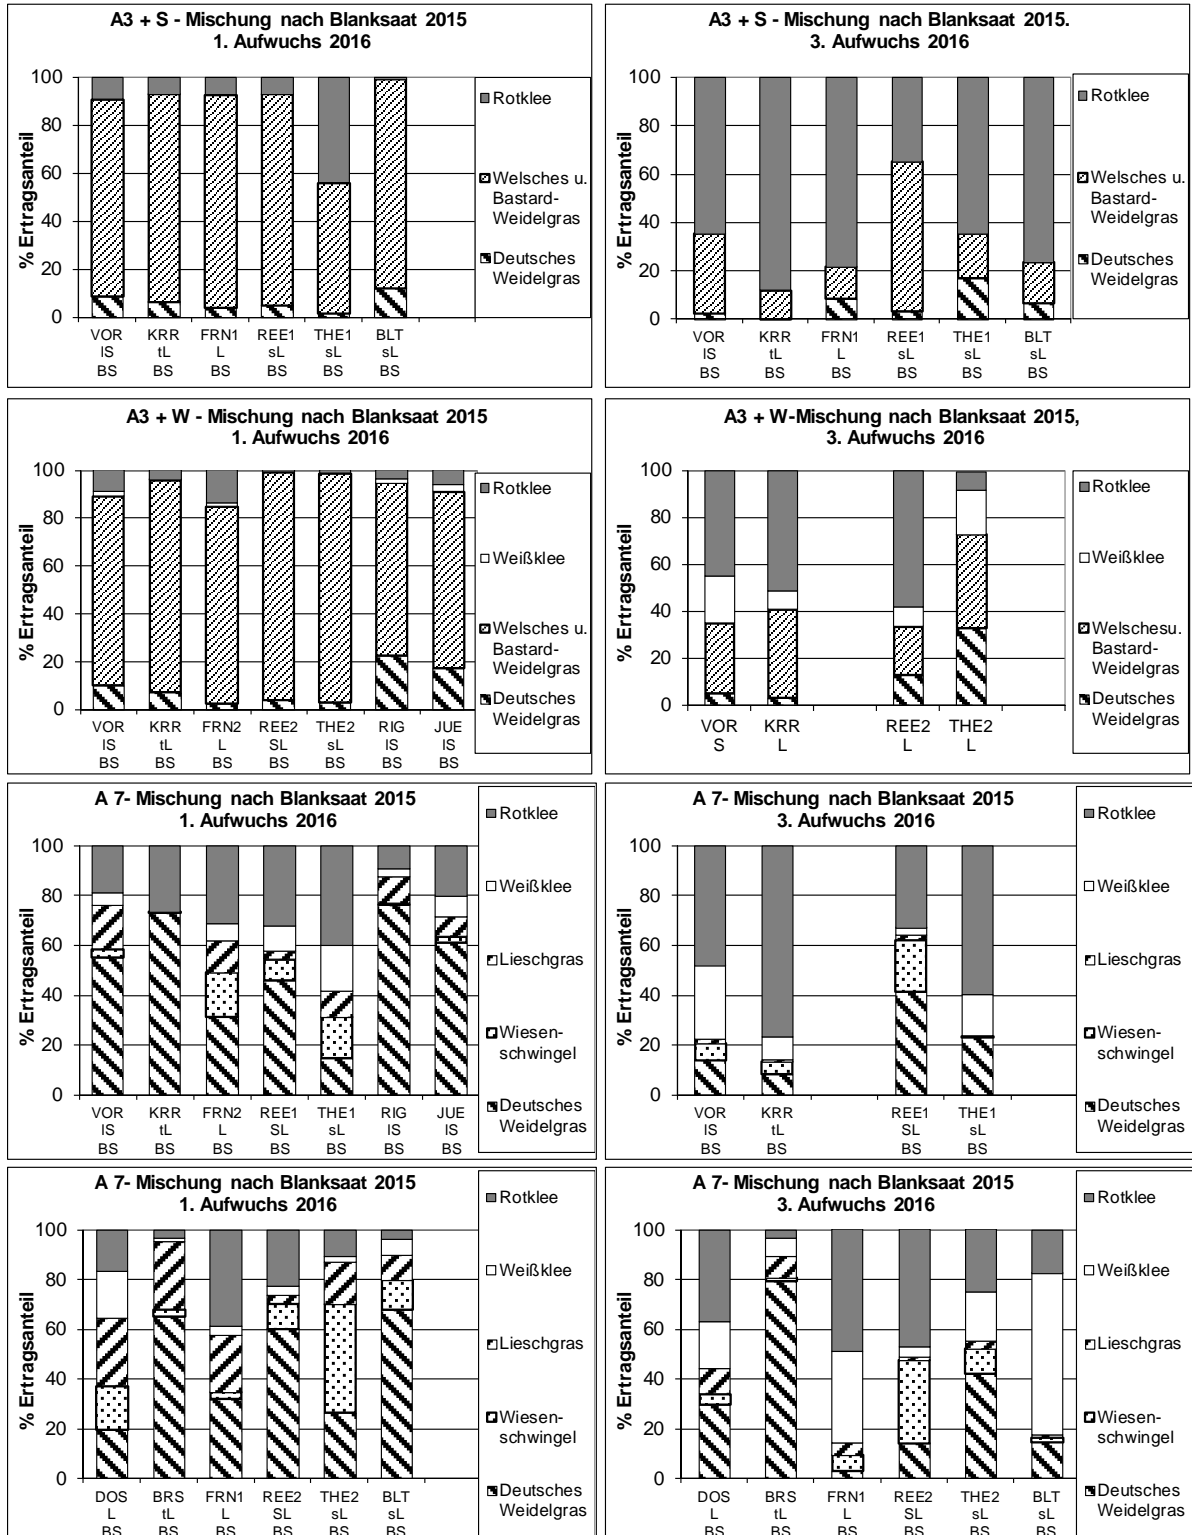 A3 + S - Mischung nach Blanksaat 2015
1. Aufwuchs 2016
% Ertragsanteil
100
80
60
40
20
0
VOR KRR FRN1 REE1 THE1 BLT
lS tL L sL sL sL
BS BS BS BS BS BS
Rotklee
Welsches u.
Bastard-
Weidelgras
Deutsches
Weidelgras
A3 + S - Mischung nach Blanksaat 2015.
3. Aufwuchs 2016
% Ertragsanteil
100
80
60
40
20
0
VOR KRR FRN1 REE1 THE1 BLT
lS tL L sL sL sL
BS BS BS BS BS BS
Rotklee
Welsches u.
Bastard-
Weidelgras
Deutsches
Weidelgras
A3 + W - Mischung nach Blanksaat 2015
1. Aufwuchs 2016
% Ertragsanteil
100
80
60
40
20
0
VOR KRR FRN2 REE2 THE2 RIG JUE
lS tL L SL sL lS lS
BS BS BS BS BS BS BS
Rotklee
Weißklee
Welsches u.
Bastard-
Weidelgras
Deutsches
Weidelgras
A3 + W-Mischung nach Blanksaat 2015,
3. Aufwuchs 2016
% Ertragsanteil
100
80
60
40
20
0
VOR KRR REE2 THE2
S L L L
Rotklee
Weißklee
Welschesu.
Bastard-
Weidelgras
Deutsches
Weidelgras
A 7- Mischung nach Blanksaat 2015
1. Aufwuchs 2016
% Ertragsanteil
100
80
60
40
20
0
VOR KRR FRN2 REE1 THE1 RIG JUE
lS tL L SL sL lS lS
BS BS BS BS BS BS BS
Rotklee
Weißklee
Lieschgras
Wiesen-
schwingel
Deutsches
Weidelgras
A 7- Mischung nach Blanksaat 2015
3. Aufwuchs 2016
% Ertragsanteil
100
80
60
40
20
0
VOR KRR REE1 THE1
lS tL SL sL
BS BS BS BS
Rotklee
Weißklee
Lieschgras
Wiesen-
schwingel
Deutsches
Weidelgras
A 7- Mischung nach Blanksaat 2015
1. Aufwuchs 2016
% Ertragsanteil
100
80
60
40
20
0
DOS BRS FRN1 REE2 THE2 BLT
L tL L SL sL sL
BS BS BS BS BS BS
Rotklee
Weißklee
Lieschgras
Wiesen-
schwingel
Deutsches
Weidelgras
A 7- Mischung nach Blanksaat 2015
3. Aufwuchs 2016
% Ertragsanteil
100
80
60
40
20
0
DOS BRS FRN1 REE2 THE2 BLT
L tL L SL sL sL
BS BS BS BS BS BS
Rotklee
Weißklee
Lieschgras
Wiesen-
schwingel
Deutsches
Weidelgras